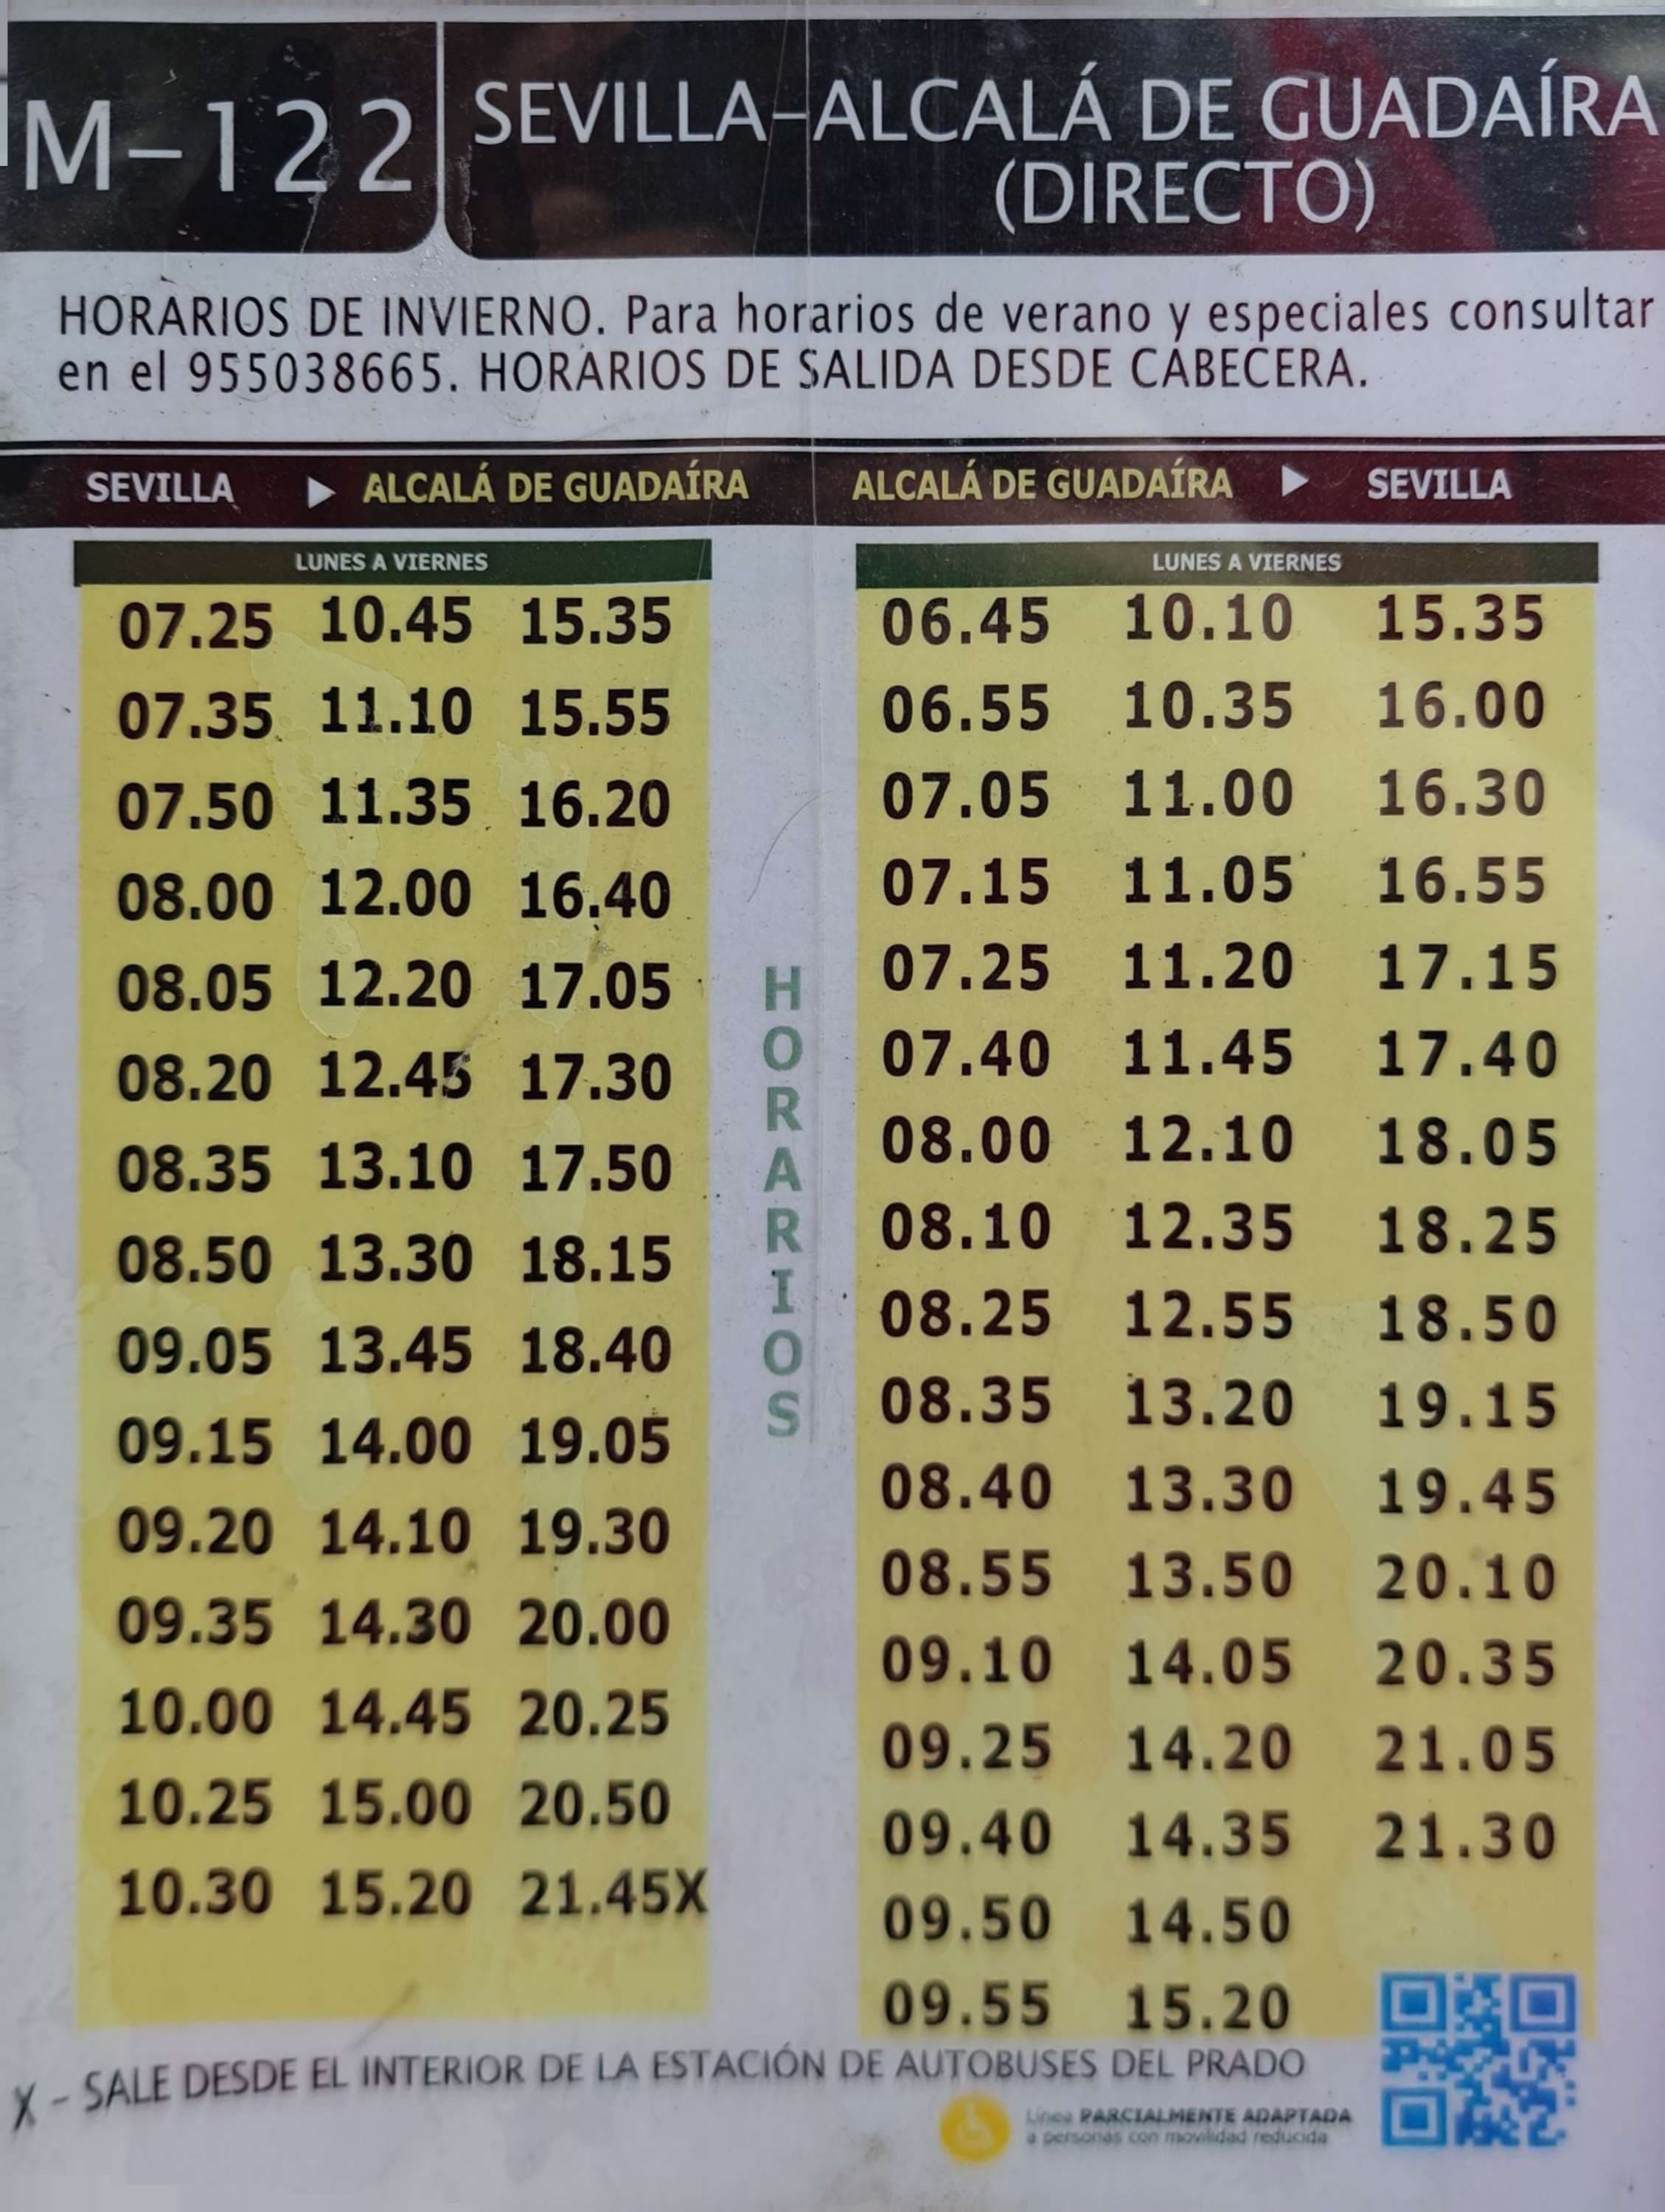 M-122
SEVILLA-ALCALÁ DE GUADAÍRA
(DIRECTO)
HORARIOS DE INVIERNO. Para horarios de verano y especiales consultar
en el 955038665. HORARIOS DE SALIDA DESDE CABECERA.
SEVILLA ▶ ALCALÁ DE GUADAÍRA
LUNES A VIERNES
07.25 10.45 15.35
07.35 11.10 15.55
07.50 11.35 16.20
08.00 12.00 16.40
08.05 12.20 17.05
08.20 12.45 17.30
08.35 13.10 17.50
08.50 13.30 18.15
09.05 13.45 18.40
09.15 14.00 19.05
09.20 14.10 19.30
09.35 14.30 20.00
10.00 14.45 20.25
10.25 15.00 20.50
10.30 15.20 21.45X
HORARIOS
ALCALÁ DE GUADAÍRA ▶ SEVILLA
LUNES A VIERNES
06.45 10.10 15.35
06.55 10.35 16.00
07.05 11.00 16.30
07.15 11.05 16.55
07.25 11.20 17.15
07.40 11.45 17.40
08.00 12.10 18.05
08.10 12.35 18.25
08.25 12.55 18.50
08.35 13.20 19.15
08.40 13.30 19.45
08.55 13.50 20.10
09.10 14.05 20.35
09.25 14.20 21.05
09.40 14.35 21.30
09.50 14.50
09.55 15.20
X - SALE DESDE EL INTERIOR DE LA ESTACIÓN DE AUTOBUSES DEL PRADO
Línea PARCIALMENTE ADAPTADA
a personas con movilidad reducida